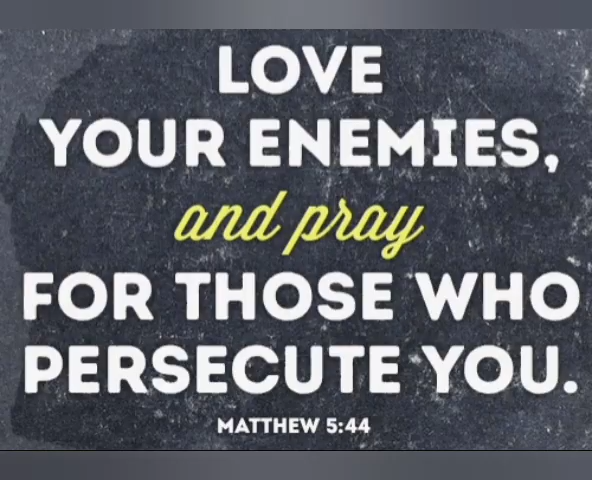 LOVE
YOUR ENEMIES,
and pray
FOR THOSE WHO
PERSECUTE YOU.
MATTHEW 5:44